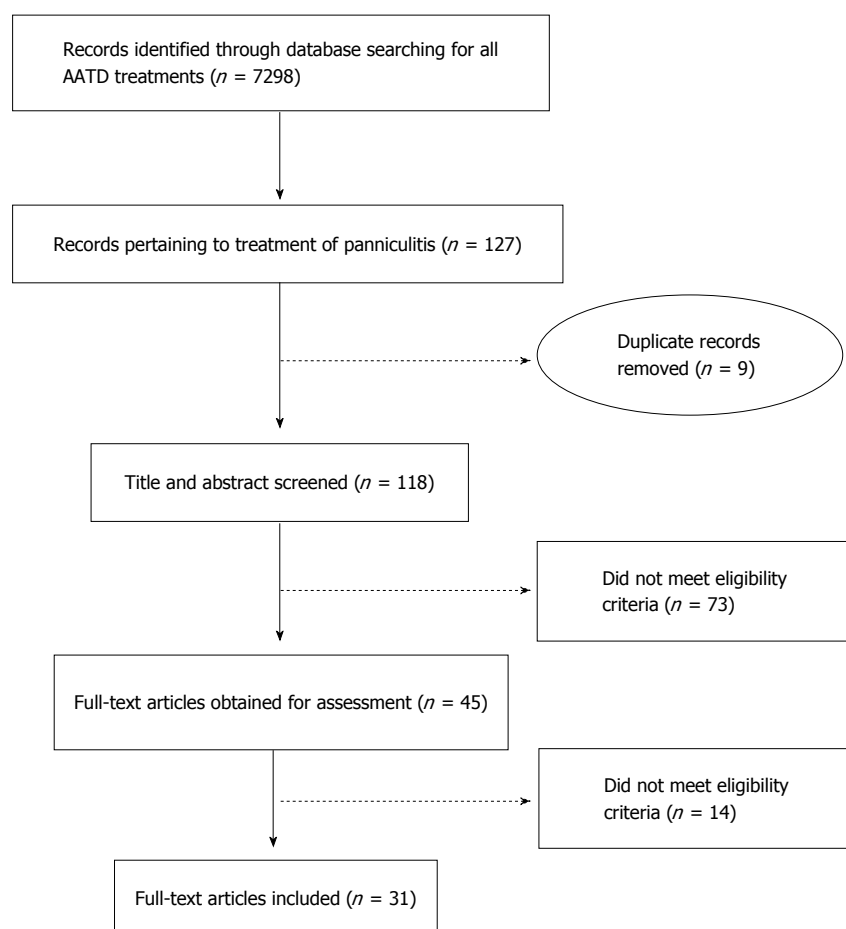 Records identified through database searching for all
AATD treatments (n = 7298)
Records pertaining to treatment of panniculitis (n = 127)
Duplicate records
removed (n = 9)
Title and abstract screened (n = 118)
Did not meet eligibility
criteria (n = 73)
Full-text articles obtained for assessment (n = 45)
Did not meet eligibility
criteria (n = 14)
Full-text articles included (n = 31)